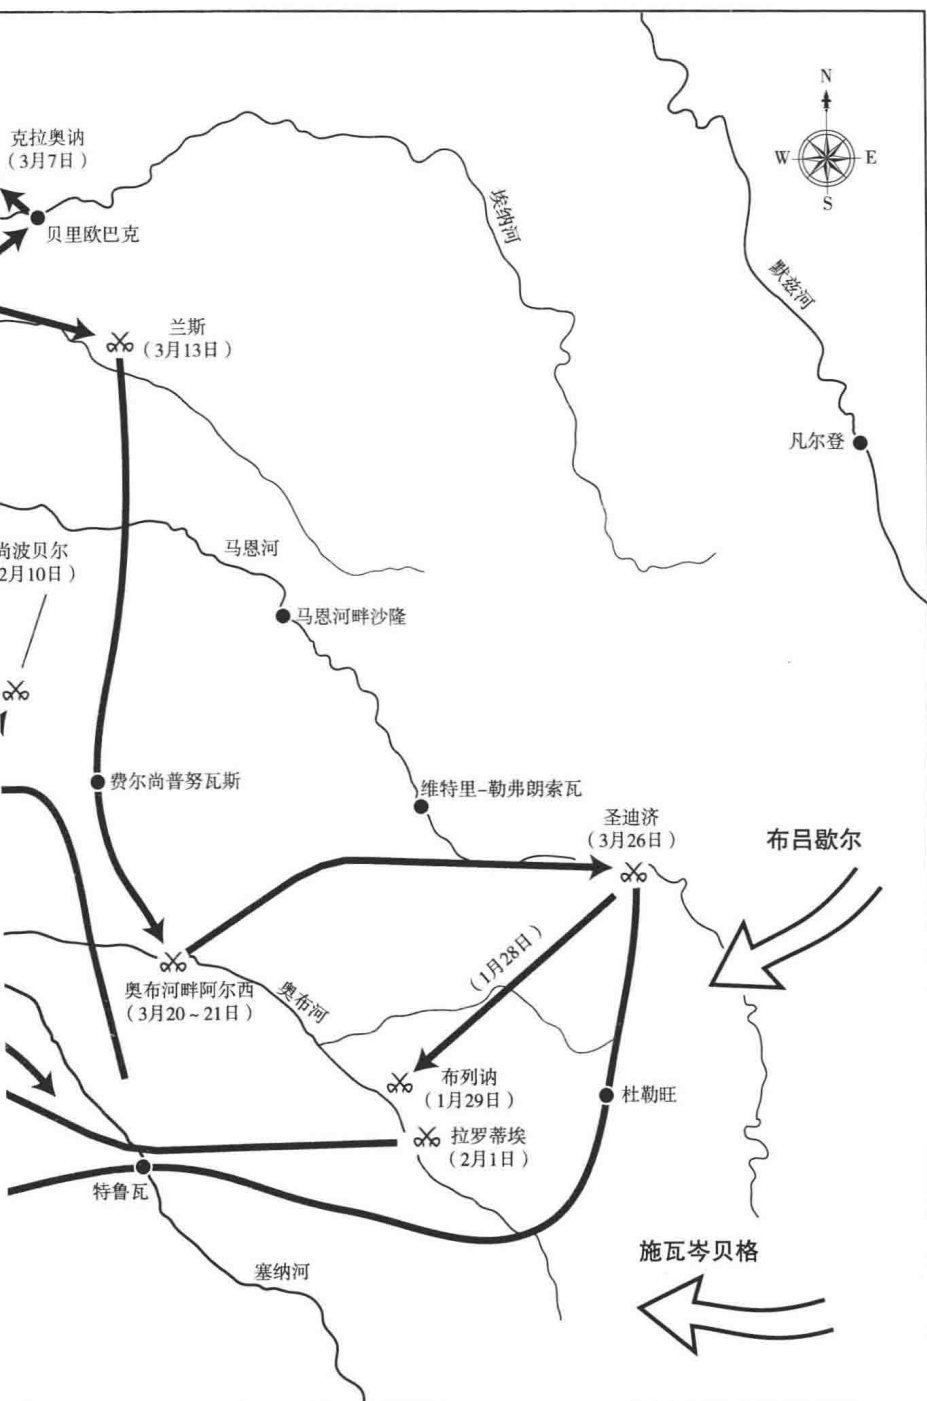 N
W
E
S
克拉奥讷
（3月7日）
贝里欧巴克
埃纳河
默兹河
兰斯
（3月13日）
凡尔登
尚波贝尔
2月10日）
马恩河
马恩河畔沙隆
费尔尚普努瓦斯
维特里-勒弗朗索瓦
圣迪济
（3月26日）
布吕歇尔
（1月28日）
奥布河畔阿尔西
（3月20～21日）
奥布河
布列讷
（1月29日）
杜勒旺
拉罗蒂埃
（2月1日）
特鲁瓦
施瓦岑贝格
塞纳河